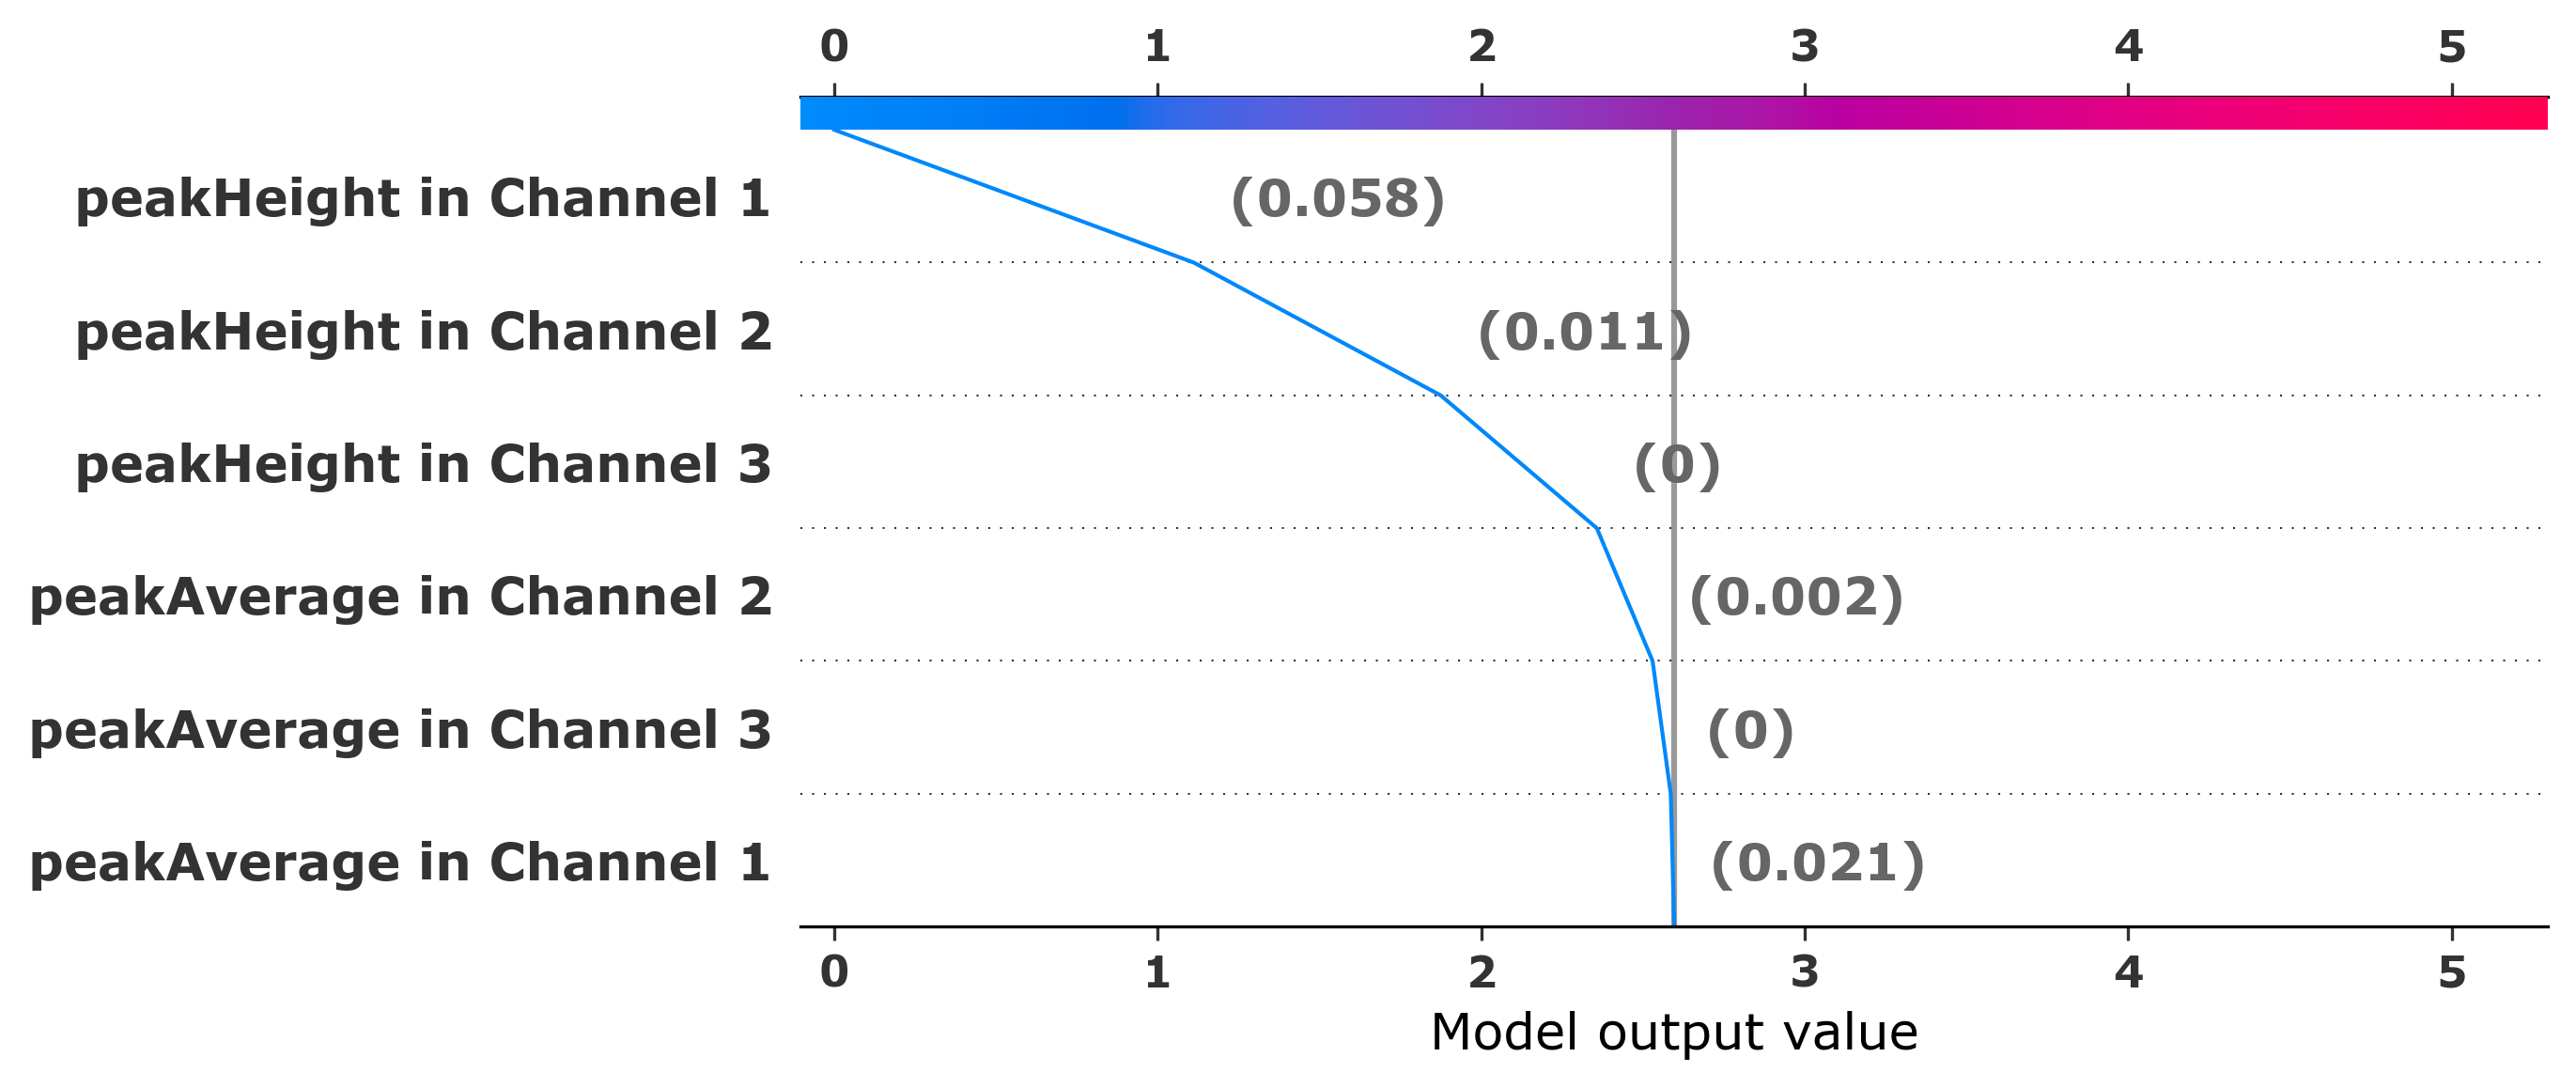 0 1 2 3 4 5
peakHeight in Channel 1 (0.058)
peakHeight in Channel 2 (0.011)
peakHeight in Channel 3 (0)
peakAverage in Channel 2 (0.002)
peakAverage in Channel 3 (0)
peakAverage in Channel 1 (0.021)
0 1 2 3 4 5
Model output value